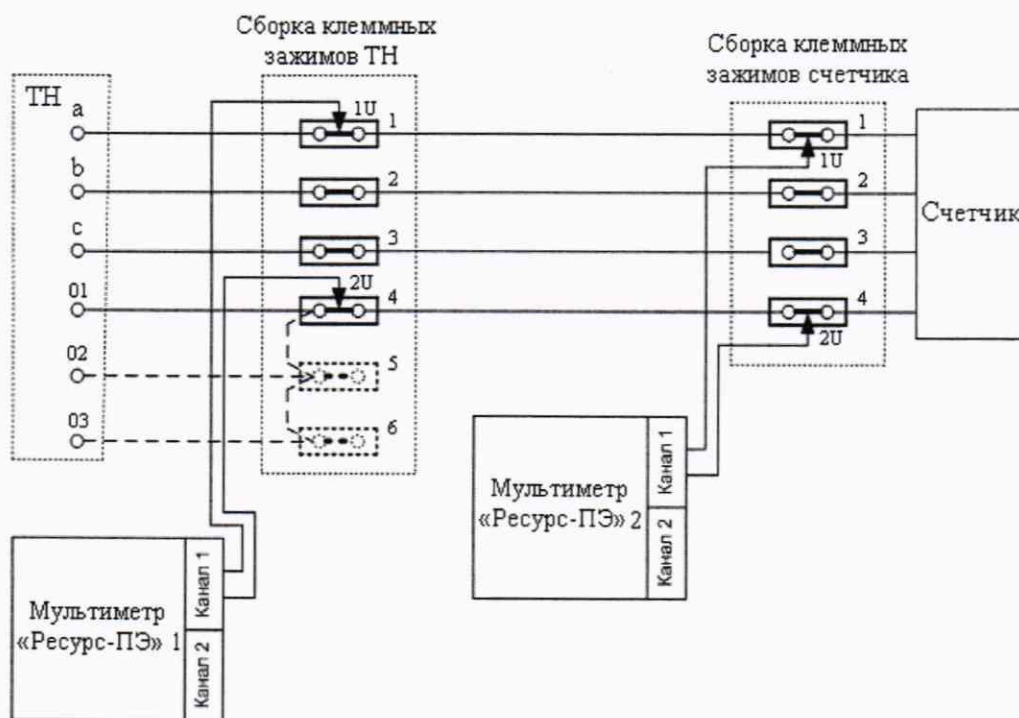 Сборка клеммных
зажимов ТН
Сборка клеммных
зажимов счетчика
ТН
a
b
c
01
02
03
1U
1
2
3
2U
4
5
6
1
1U
2
3
4
2U
Счетчик
Мультиметр
«Ресурс-ПЭ» 2
Канал 1
Канал 2
Мультиметр
«Ресурс-ПЭ» 1
Канал 1
Канал 2